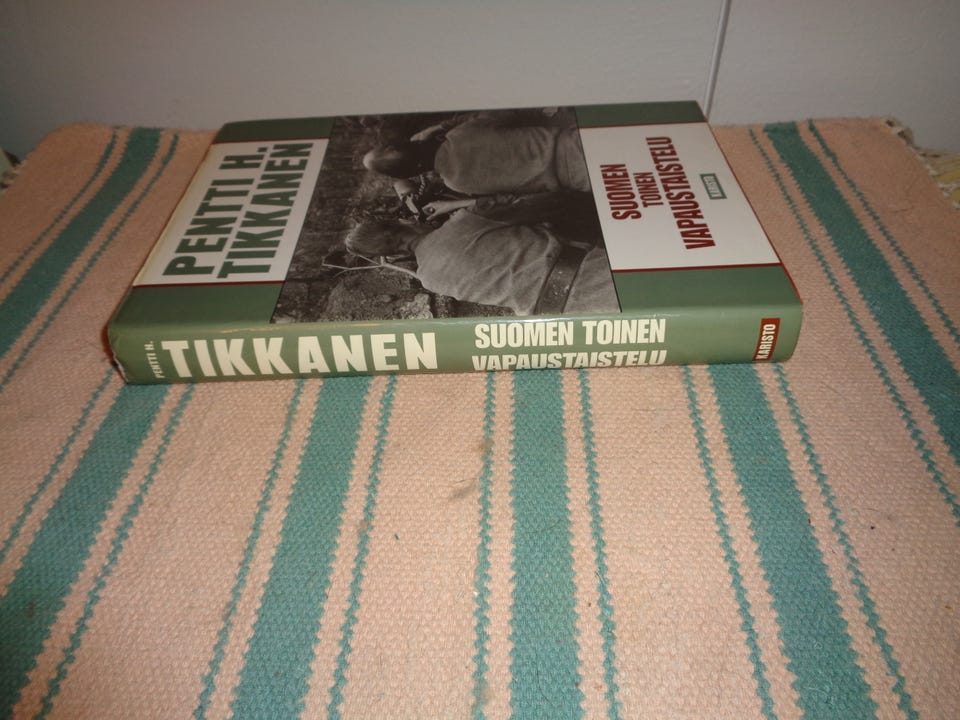 PENTTI H.
TIKKANEN
SUOMEN
TOINEN
VAPAUSTAISTELU
KARISTO
PENTTI H.
TIKKANEN
SUOMEN TOINEN
VAPAUSTAISTELU
KARISTO